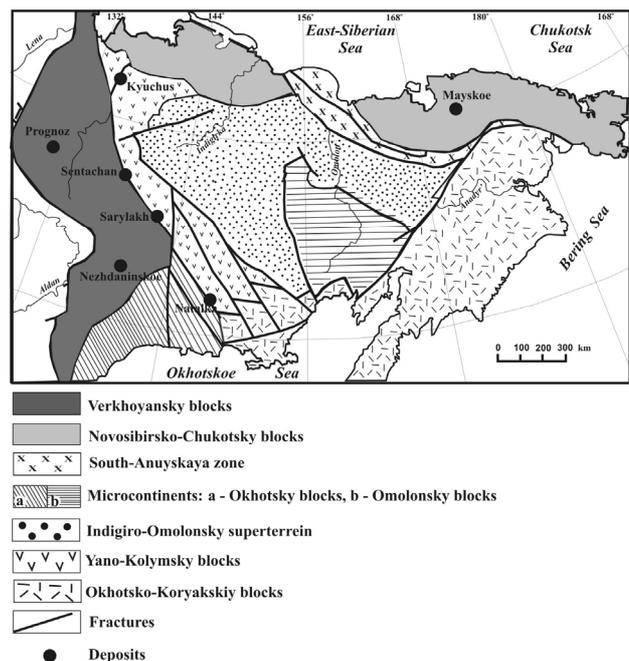 132° 144° 156° 168° 180° 168°
Lena
East-Siberian
Sea
Chukotsk
Sea
Kyuchus
Mayskoe
Prognoz
Indigirka
Omolon
Sentachan
Anadyr
Sarylakh
Bering Sea
Nezhdaninskoe
Aldan
Natalka
0 100 200 300 km
Okhotskoe Sea
Verkhoyansky blocks
Novosibirsko-Chukotsky blocks
South-Anuyskaya zone
a b Microcontients: a - Okhotsky blocks, b - Omolonsky blocks
Indigiro-Omolonsky superterrein
Yano-Kolymsky blocks
Okhotsko-Koryakskiy blocks
Fractures
Deposits